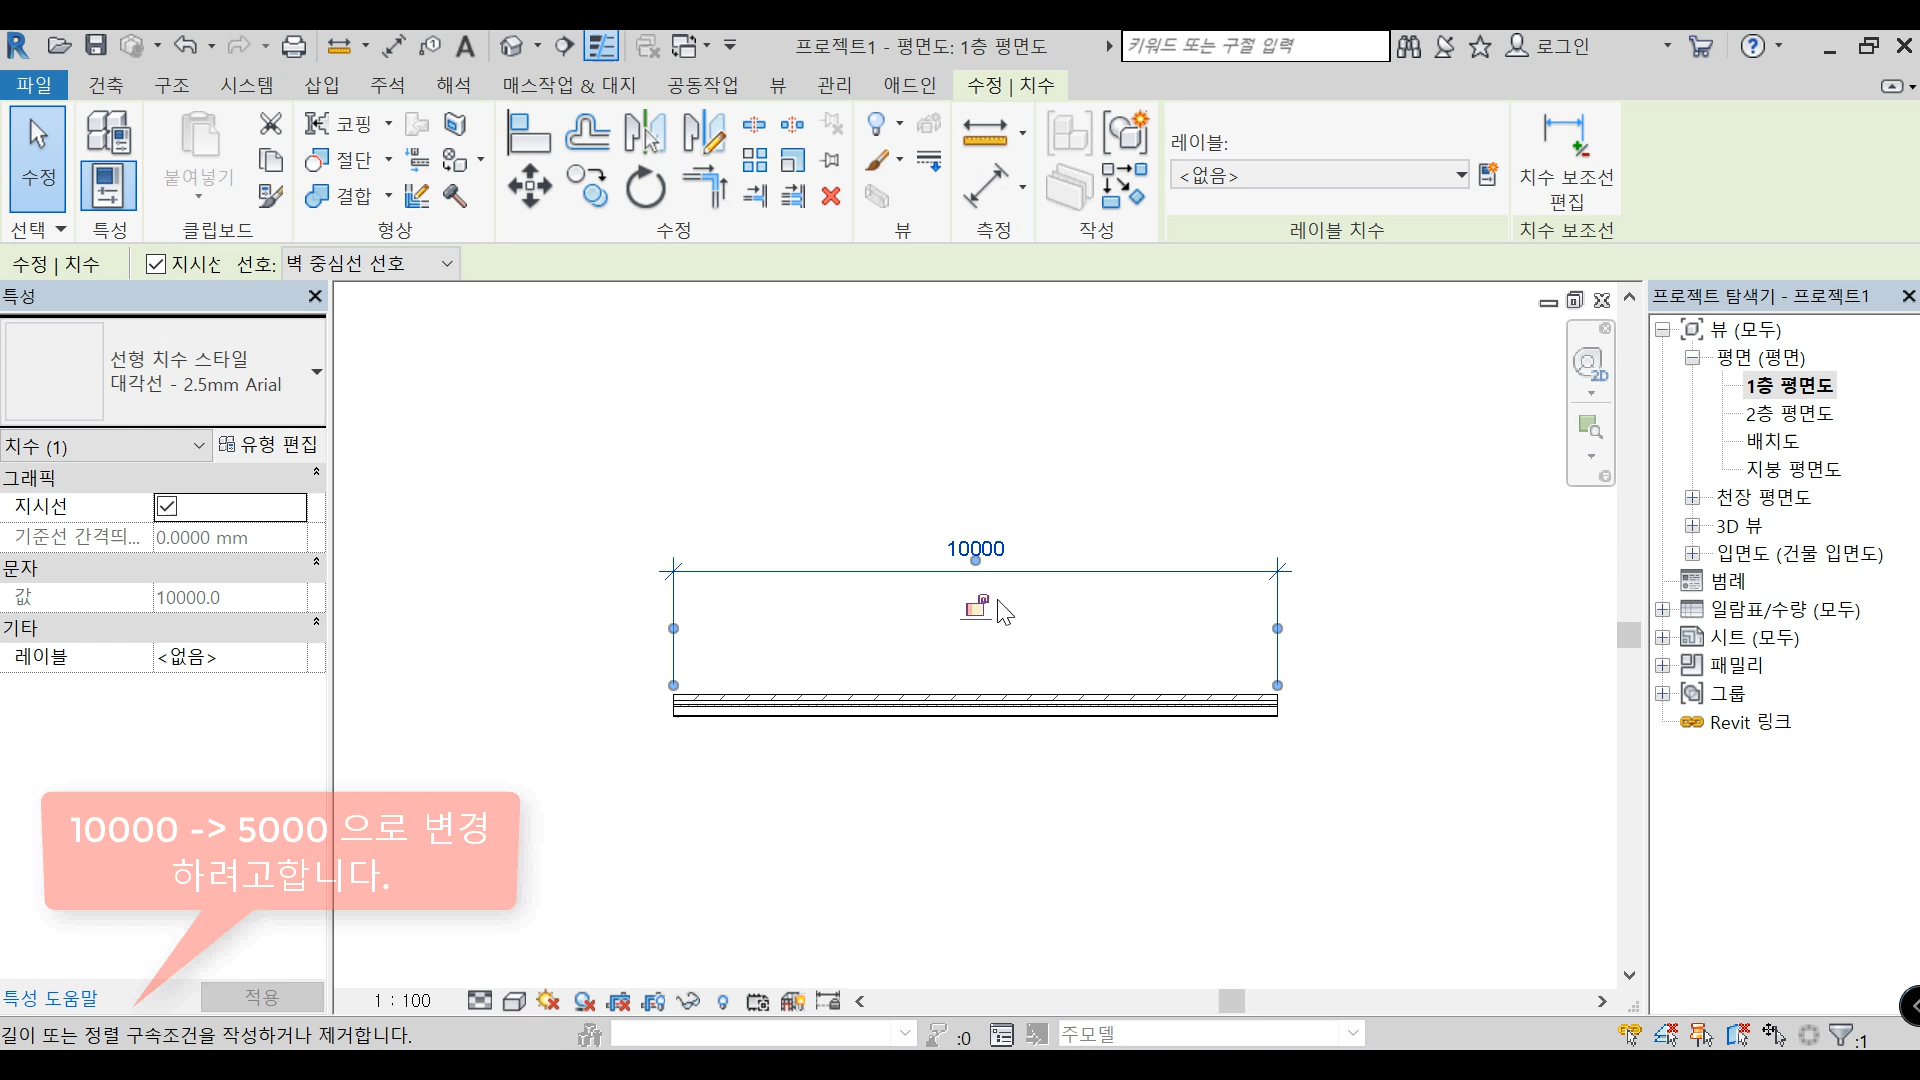 프로젝트1 - 평면도: 1층 평면도
키워드 또는 구절 입력
로그인
파일
건축
구조
시스템
삽입
주석
해석
매스작업 & 대지
공동작업
뷰
관리
애드인
수정 | 치수
수정
붙여넣기
코핑
절단
결합
레이블:
<없음>
치수 보조선
편집
선택
특성
클립보드
형상
수정
뷰
측정
작성
레이블 치수
치수 보조선
수정 | 치수
지시선
선호:
벽 중심선 선호
특성
선형 치수 스타일
대각선 - 2.5mm Arial
치수 (1)
유형 편집
그래픽
지시선
기준선 간격띄...
0.0000 mm
문자
값
10000.0
기타
레이블
<없음>
특성 도움말
적용
10000
2D
10000 -> 5000 으로 변경
하려고합니다.
프로젝트 탐색기 - 프로젝트1
뷰 (모두)
평면 (평면)
1층 평면도
2층 평면도
배치도
지붕 평면도
천장 평면도
3D 뷰
입면도 (건물 입면도)
범례
일람표/수량 (모두)
시트 (모두)
패밀리
그룹
Revit 링크
1 : 100
길이 또는 정렬 구속조건을 작성하거나 제거합니다.
:0
주모델
:1